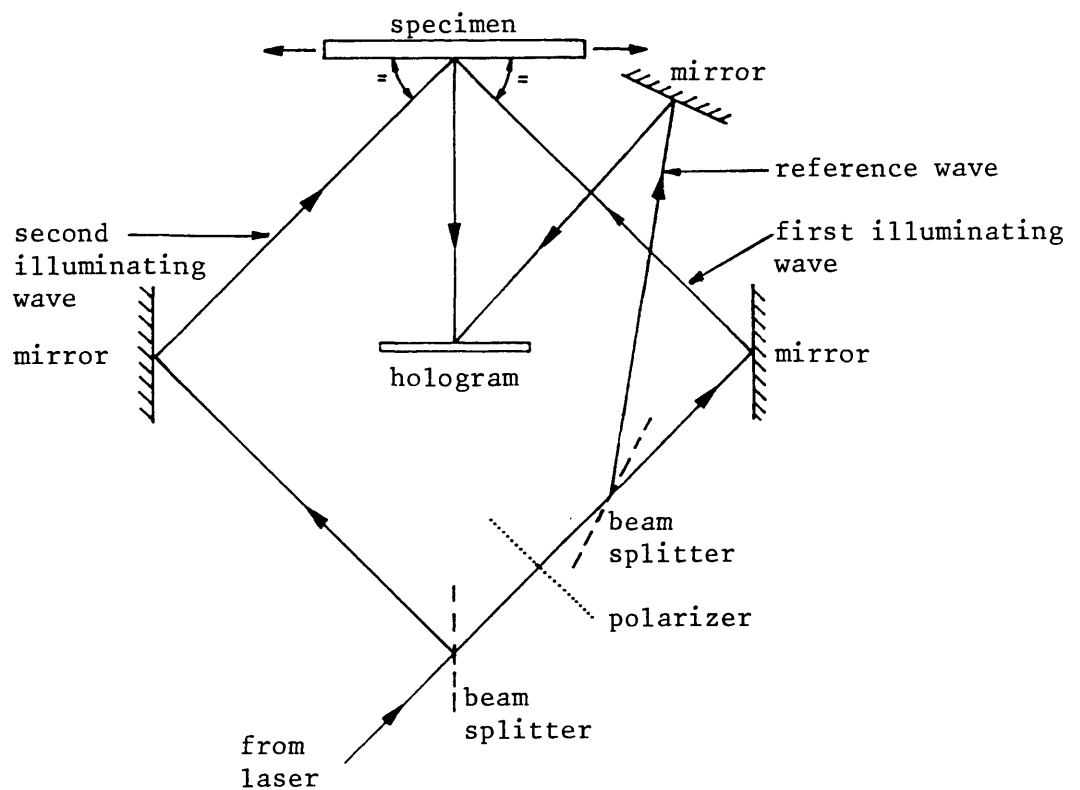 specimen
=
=
mirror
reference wave
second
illuminating
wave
first illuminating
wave
mirror
mirror
hologram
beam
splitter
polarizer
beam
splitter
from
laser